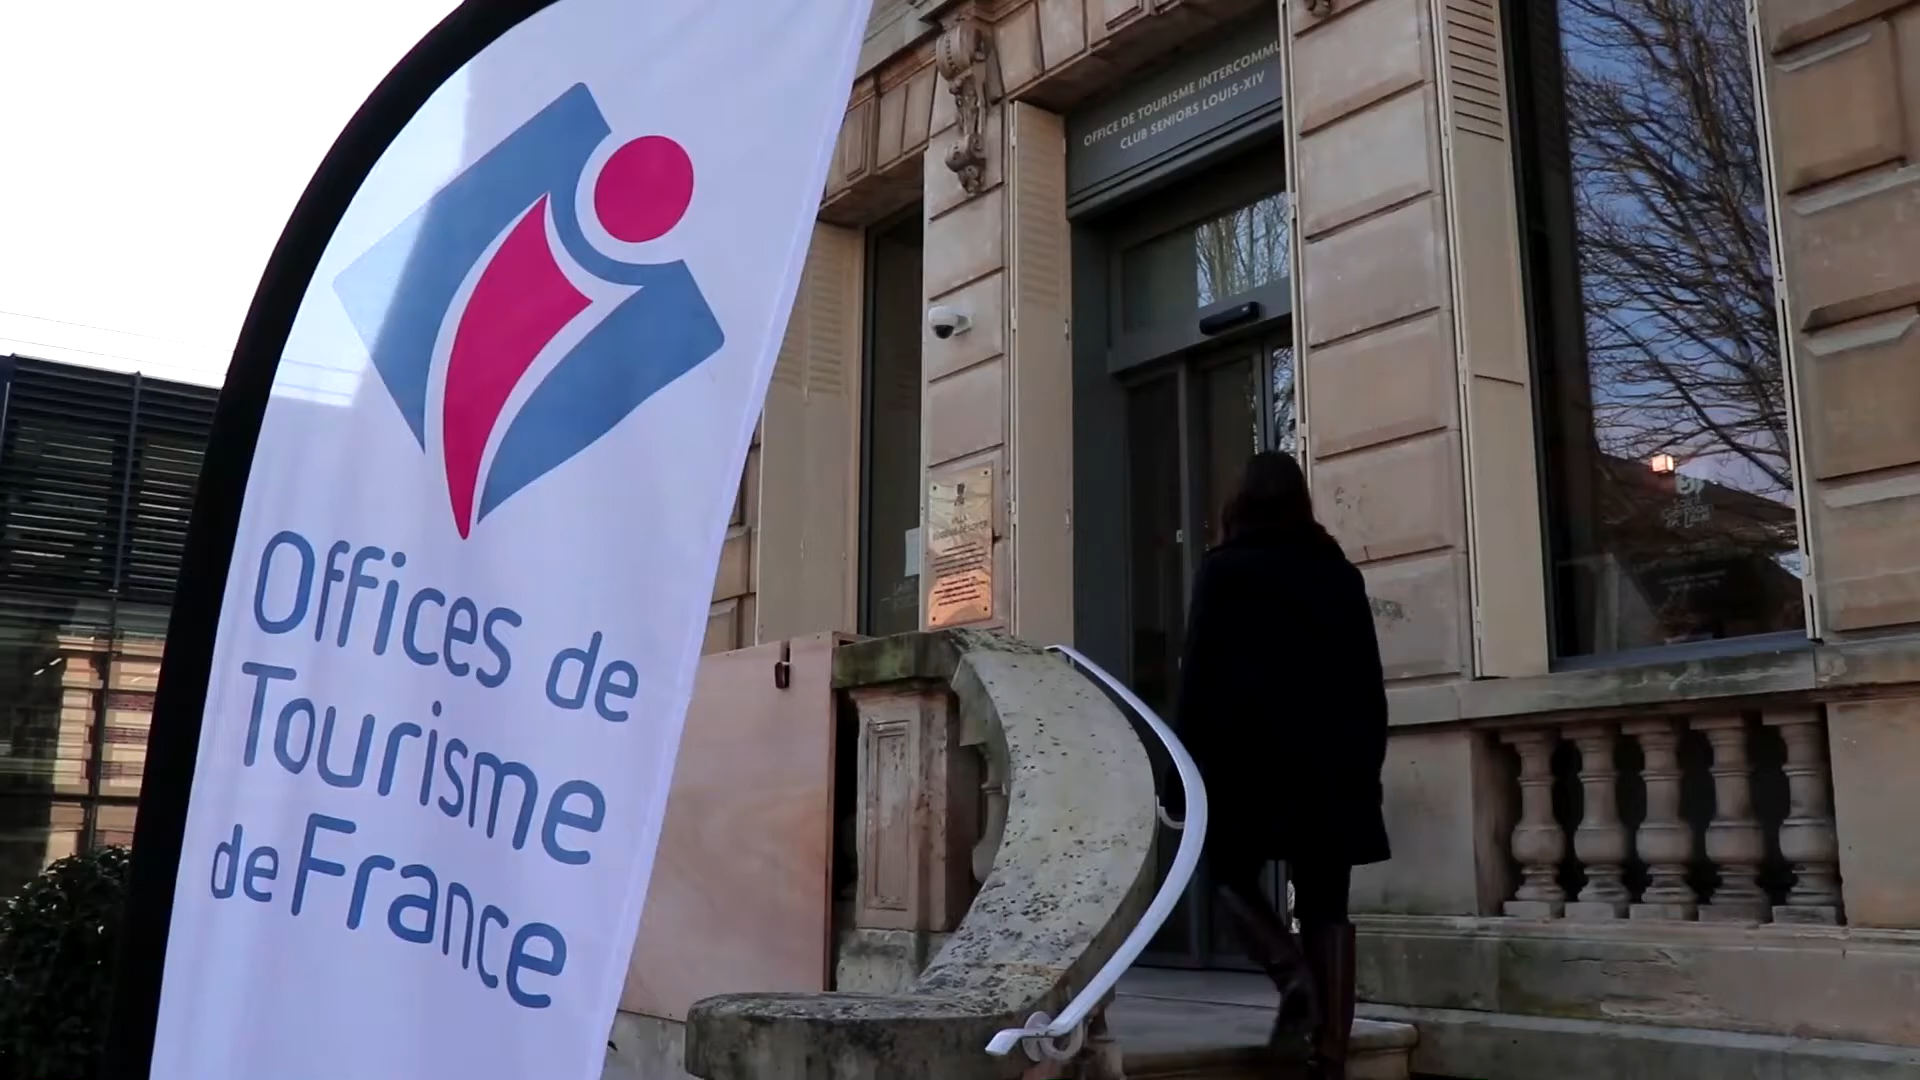 Offices de
Tourisme
de France
OFFICE DE TOURISME INTERCOMMU
CLUB SENIORS LOUIS-XIV